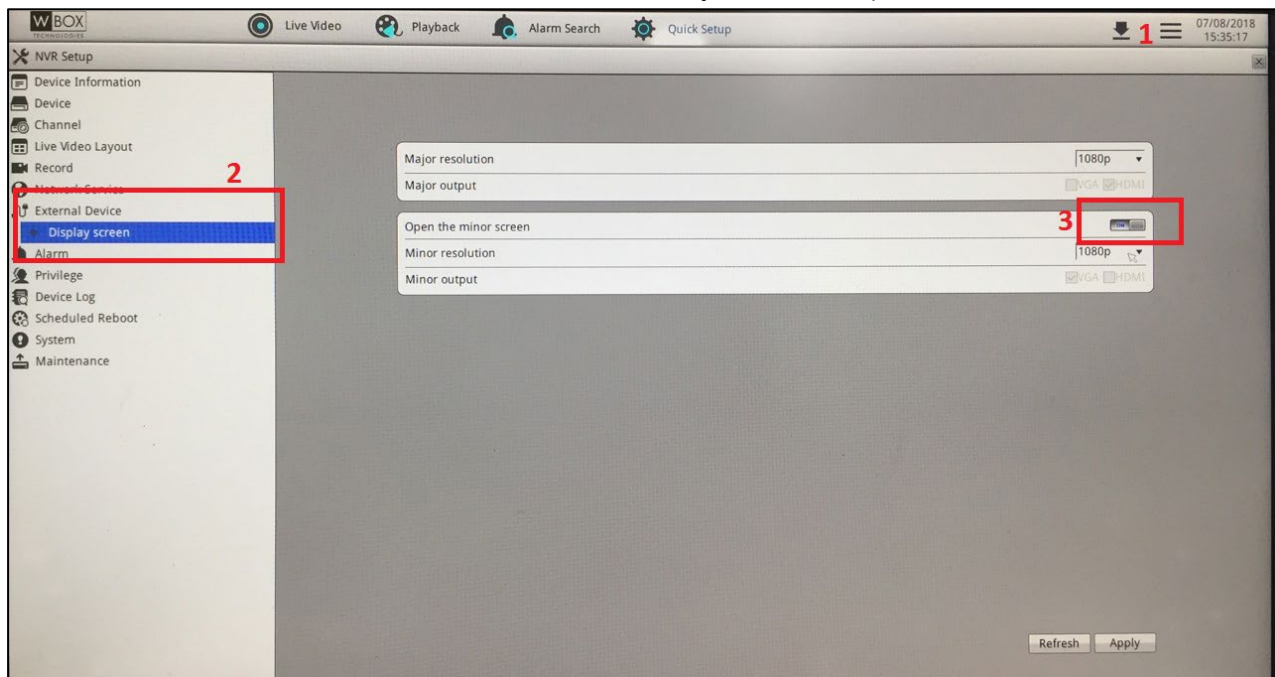 WBOX
TECHNOLOGIES
Live Video
Playback
Alarm Search
Quick Setup
1
07/08/2018
15:35:17
NVR Setup
Device Information
Device
Channel
Live Video Layout
Record
2
Network Service
External Device
Display screen
Alarm
Privilege
Device Log
Scheduled Reboot
System
Maintenance
Major resolution 1080p
Major output VGA HDMI
Open the minor screen 3 ON
Minor resolution 1080p
Minor output VGA HDMI
Refresh Apply